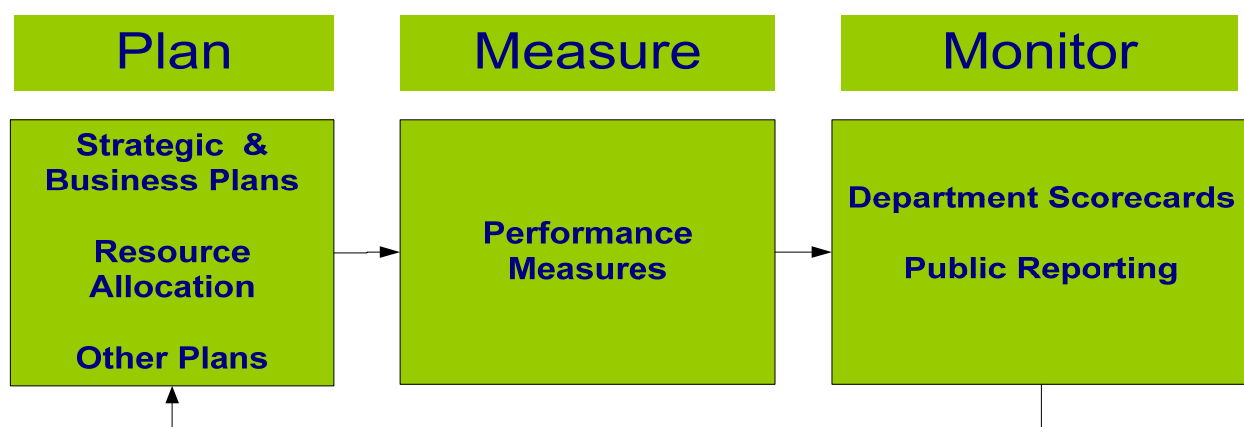 Plan
Measure
Monitor
Strategic &
Business Plans
Resource
Allocation
Other Plans
Performance
Measures
Department Scorecards
Public Reporting